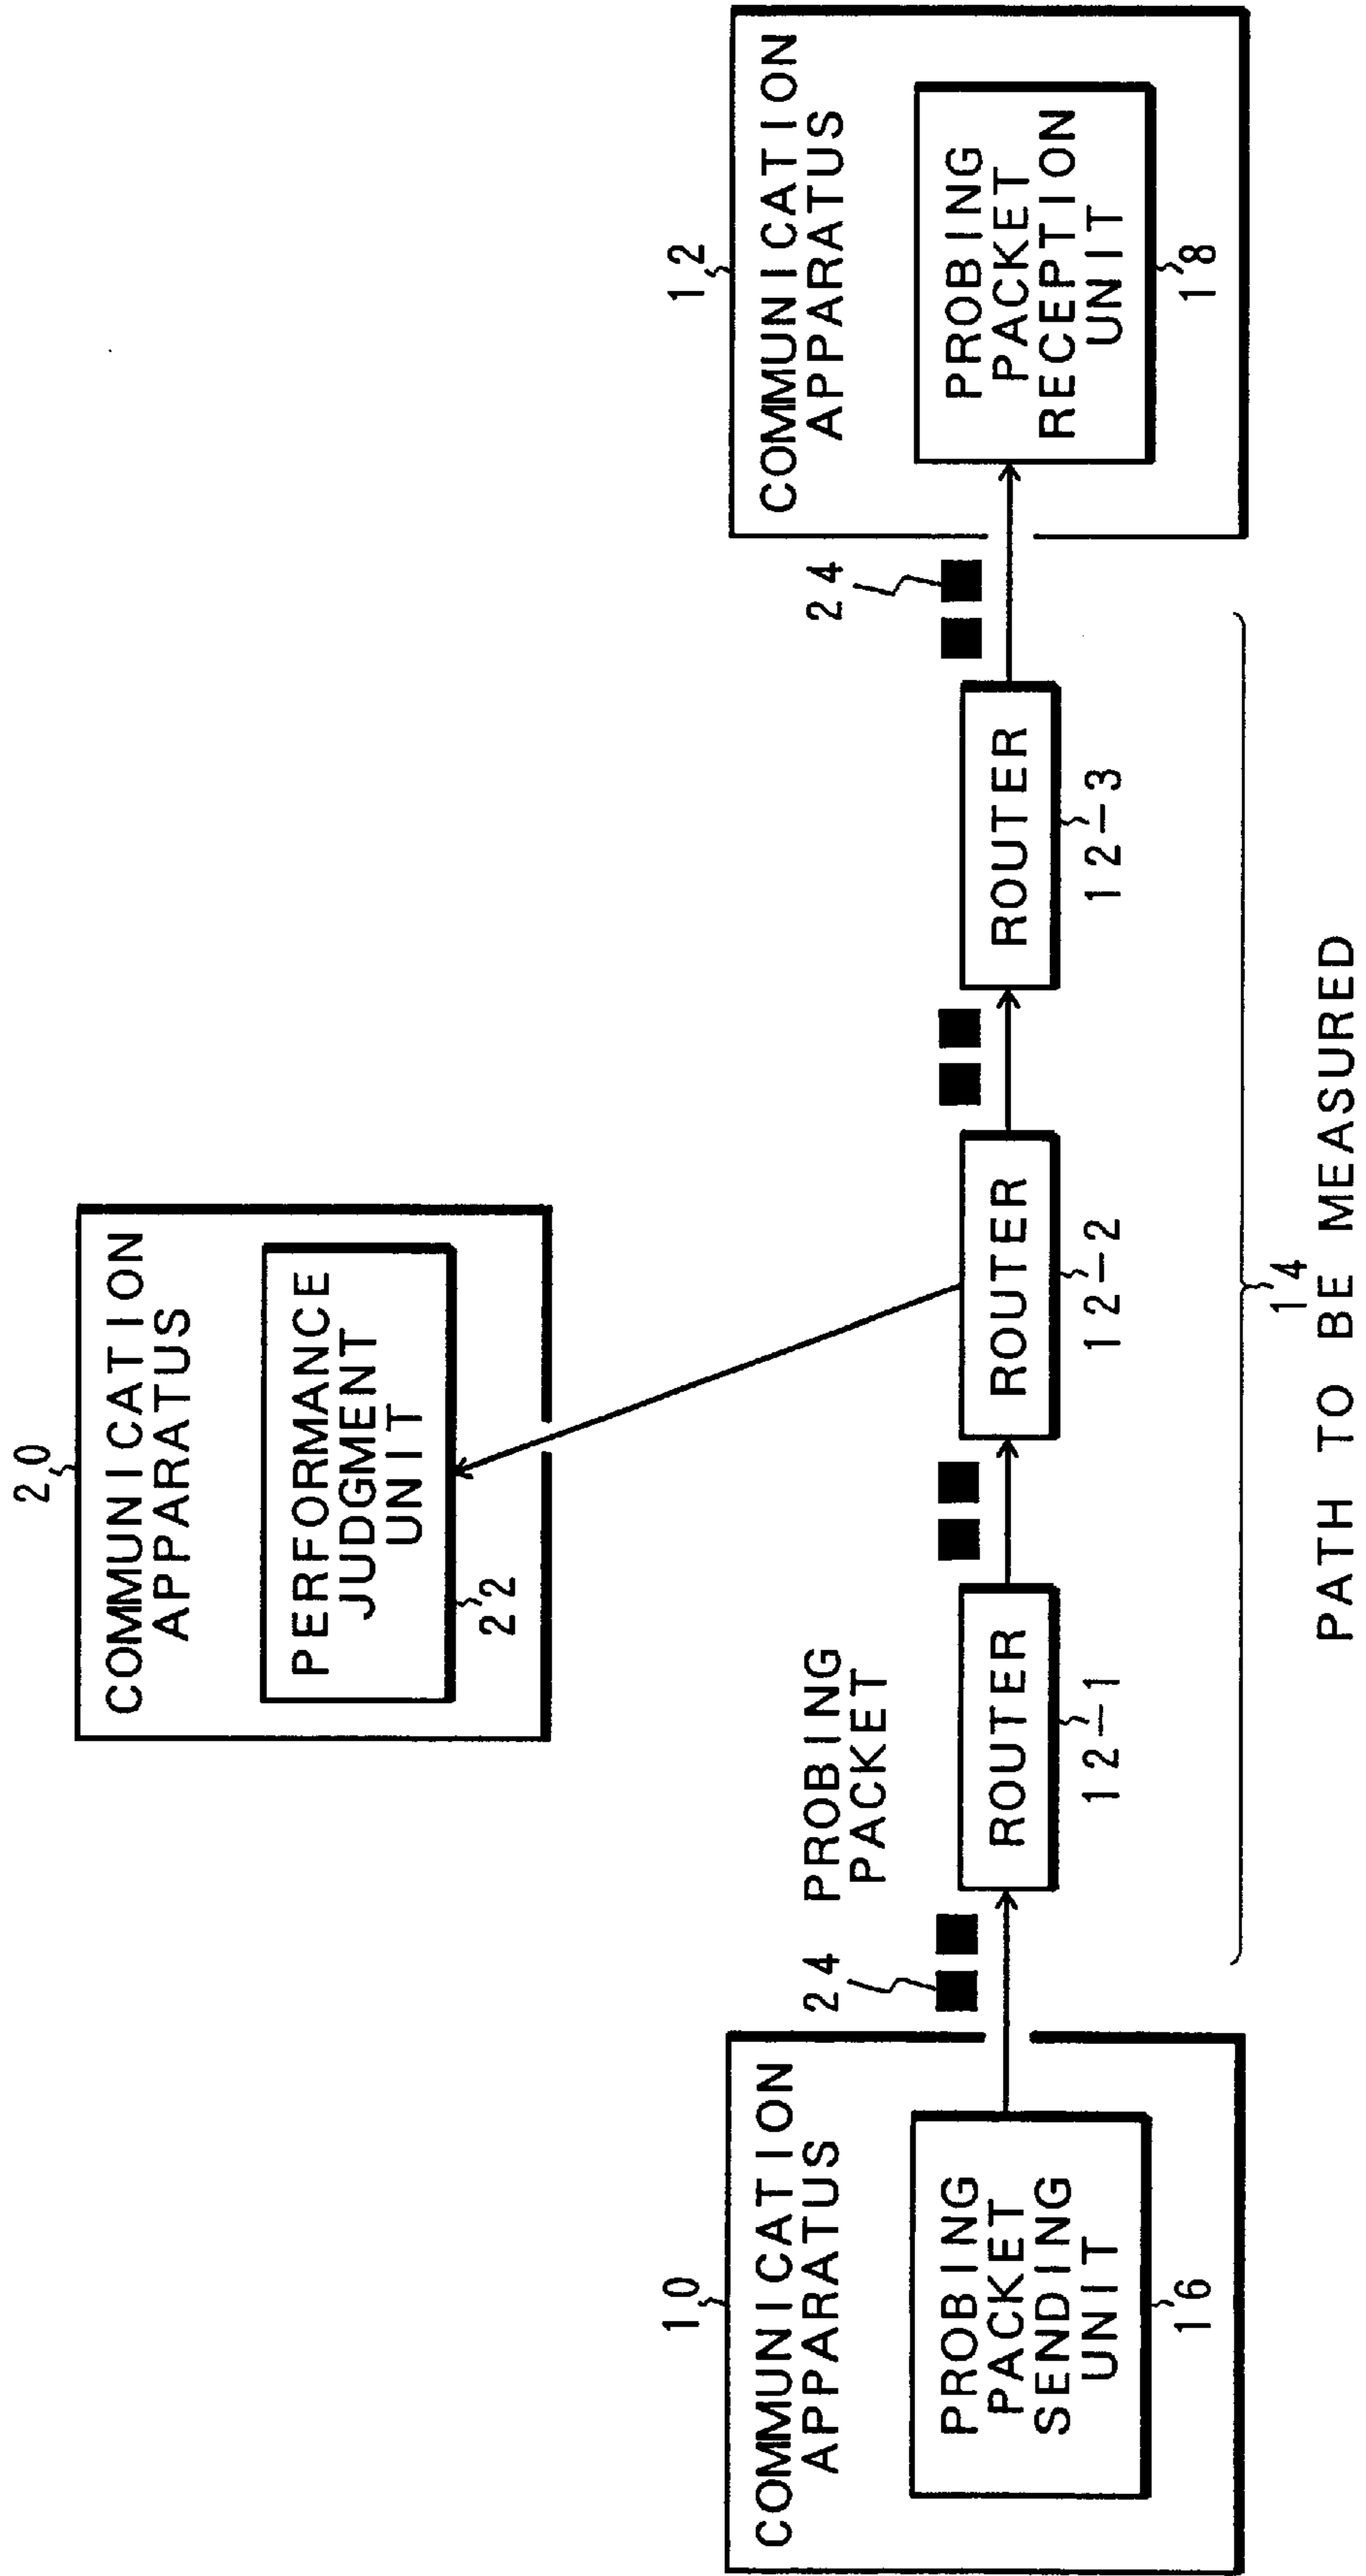 20
COMMUNICATION
APPARATUS
PERFORMANCE
JUDGMENT
UNIT
22
10
COMMUNICATION
APPARATUS
PROBING
PACKET
SENDING
UNIT
16
24 PROBING
PACKET
ROUTER
12-1
ROUTER
12-2
ROUTER
12-3
24
12
COMMUNICATION
APPARATUS
PROBING
PACKET
RECEPTION
UNIT
18
14
PATH TO BE MEASURED